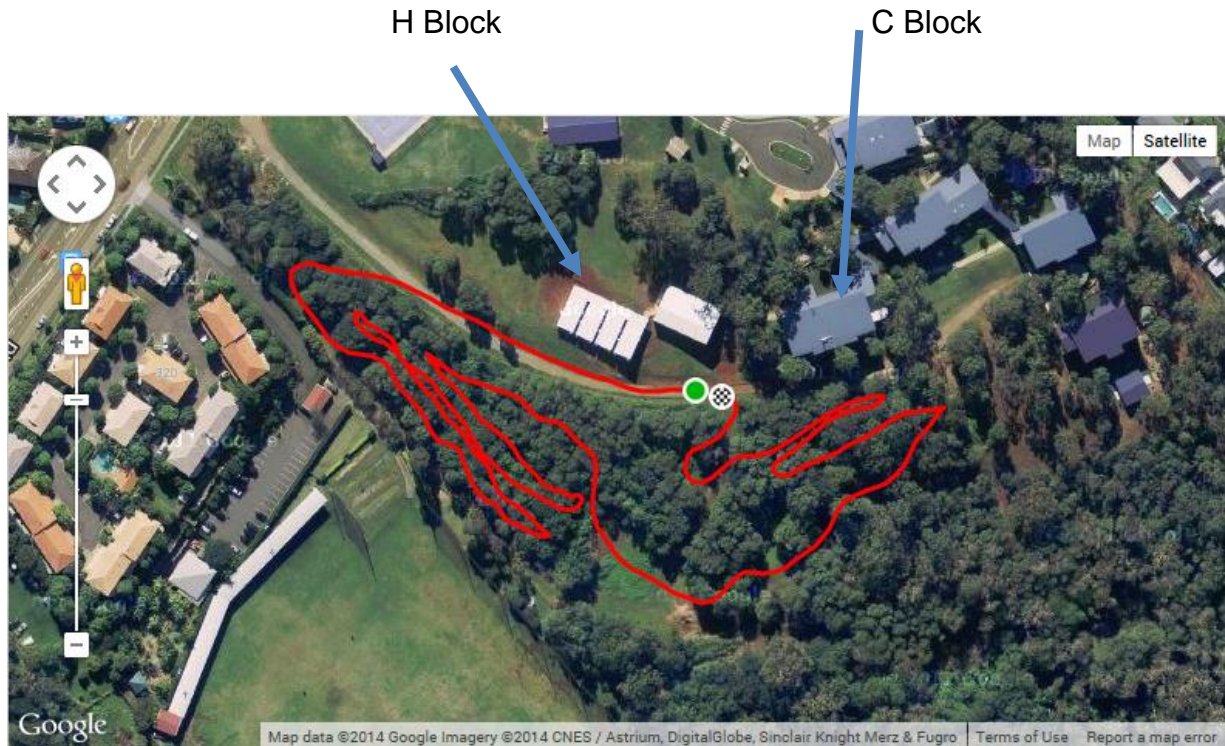 H Block
C Block
Map
Satellite
320
Google
Map data ©2014 Google Imagery ©2014 CNES / Astrium, DigitalGlobe, Sinclair Knight Merz & Fugro
Terms of Use
Report a map error